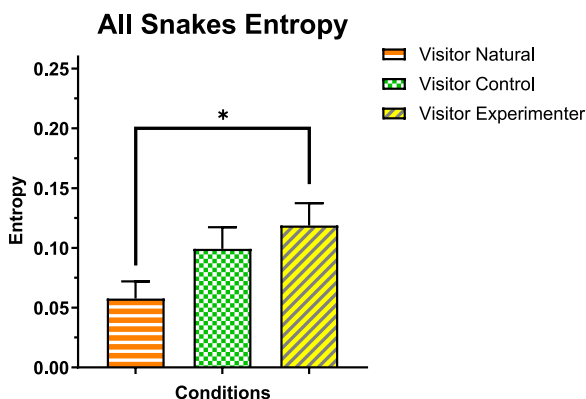 All Snakes Entropy
Visitor Natural
Visitor Control
Visitor Experimenter
0.25
0.20
0.15
0.10
0.05
0.00
Entropy
*
Conditions